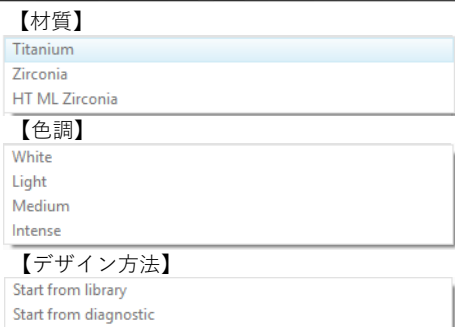 【材質】
Titanium
Zirconia
HT ML Zirconia
【色調】
White
Light
Medium
Intense
【デザイン方法】
Start from library
Start from diagnostic